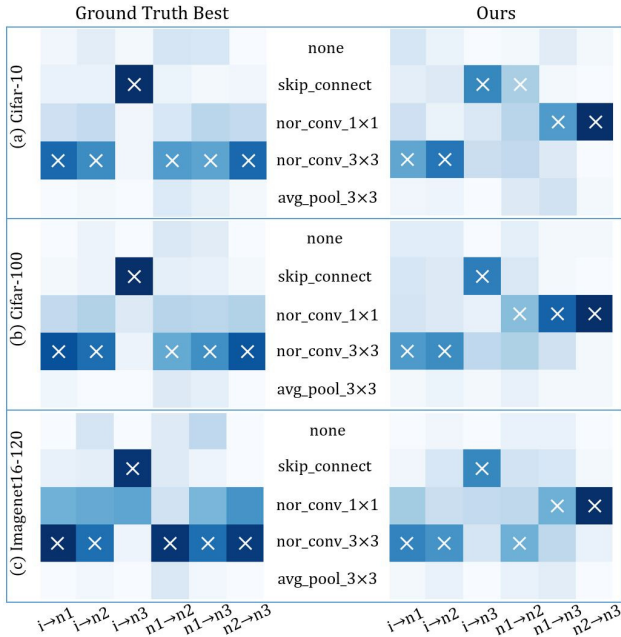 Ground Truth Best
Ours
(a) Cifar-10
none
skip_connect
nor_conv_1×1
nor_conv_3×3
avg_pool_3×3
(b) Cifar-100
none
skip_connect
nor_conv_1×1
nor_conv_3×3
avg_pool_3×3
(c) Imagenet16-120
none
skip_connect
nor_conv_1×1
nor_conv_3×3
avg_pool_3×3
i→n1 i→n2 i→n3 n1→n2 n1→n3 n2→n3
i→n1 i→n2 i→n3 n1→n2 n1→n3 n2→n3